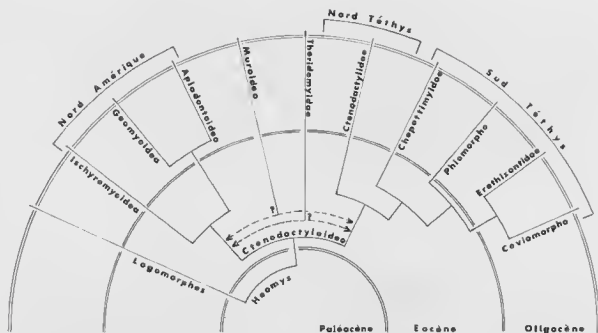 Nord Téthys
Nord Amérique
Sud Téthys
Ischyromyoidea
Geomyoidea
Aplodontoidea
Muroidea
Theridomyidae
Ctenodactylidae
Chapattimyidae
Phiomorpha
Erethizontidae
Caviomorpha
?
?
Ctenodactyloidea
Lagomorphes
Heomys
Paléocène
Eocène
Oligocène